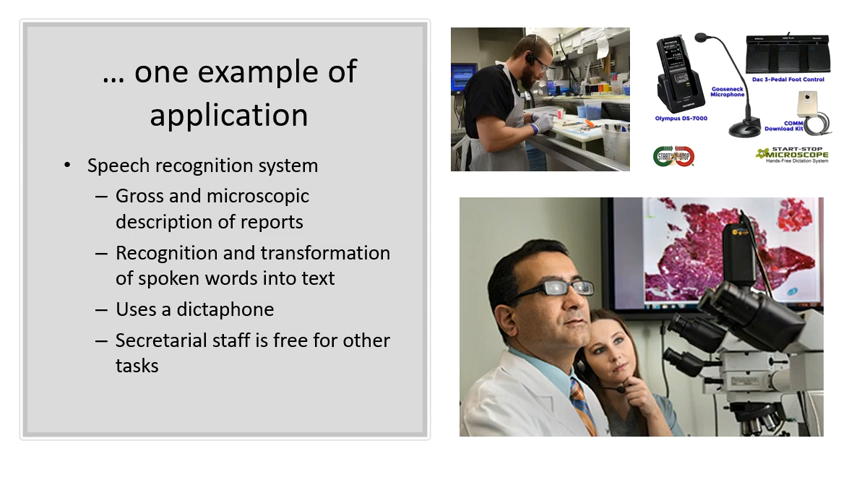 ... one example of
application
• Speech recognition system
– Gross and microscopic
description of reports
– Recognition and transformation
of spoken words into text
– Uses a dictaphone
– Secretarial staff is free for other
tasks
Olympus DS-7000
Gooseneck
Microphone
Dac 3-Pedal Foot Control
COMM
Download Kit
START-STOP
START-STOP
MICROSCOPE
Hands-Free Dictation System